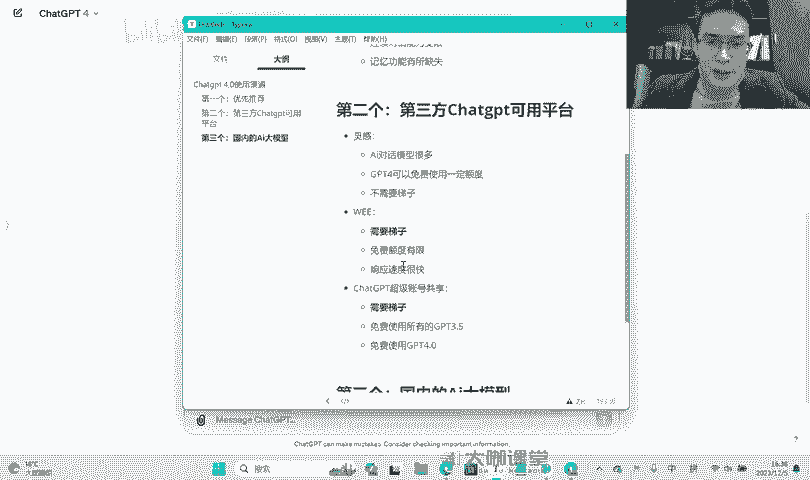 ChatGPT 4
文件(F) 编辑(E) 段落(P) 格式(O) 视图(V) 主题(T) 帮助(H)
文档 大纲
Chatgpt 4.0使用渠道
第一个：优先推荐
第二个：第三方Chatgpt可用
平台
第三个：国内的Ai大模型
记忆功能有所缺失
第二个：第三方Chatgpt可用平台
灵感：
Ai对话模型很多
GPT4可以免费使用一定额度
不需要梯子
WEE：
需要梯子
免费额度有限
响应速度很快
ChatGPT超级账号共享：
需要梯子
免费使用所有的GPT3.5
免费使用GPT4.0
第三个：国内的Ai大模型
Message ChatGPT...
ChatGPT can make mistakes. Consider checking important information.
搜索
大咖课堂